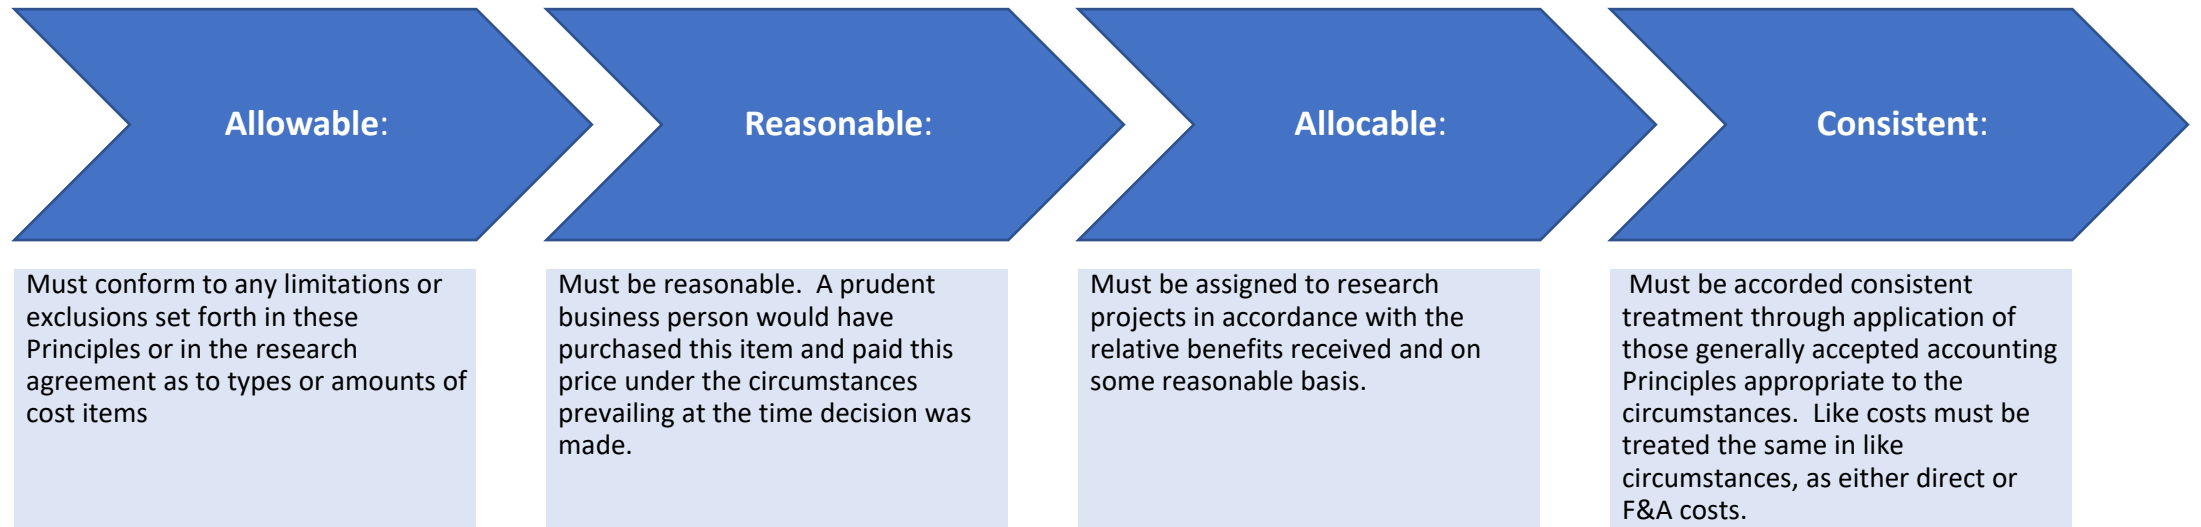 Allowable:
Must conform to any limitations or
exclusions set forth in these
Principles or in the research
agreement as to types or amounts of
cost items
Reasonable:
Must be reasonable.  A prudent
business person would have
purchased this item and paid this
price under the circumstances
prevailing at the time decision was
made.
Allocable:
Must be assigned to research
projects in accordance with the
relative benefits received and on
some reasonable basis.
Consistent:
Must be accorded consistent
treatment through application of
those generally accepted accounting
Principles appropriate to the
circumstances.  Like costs must be
treated the same in like
circumstances, as either direct or
F&A costs.